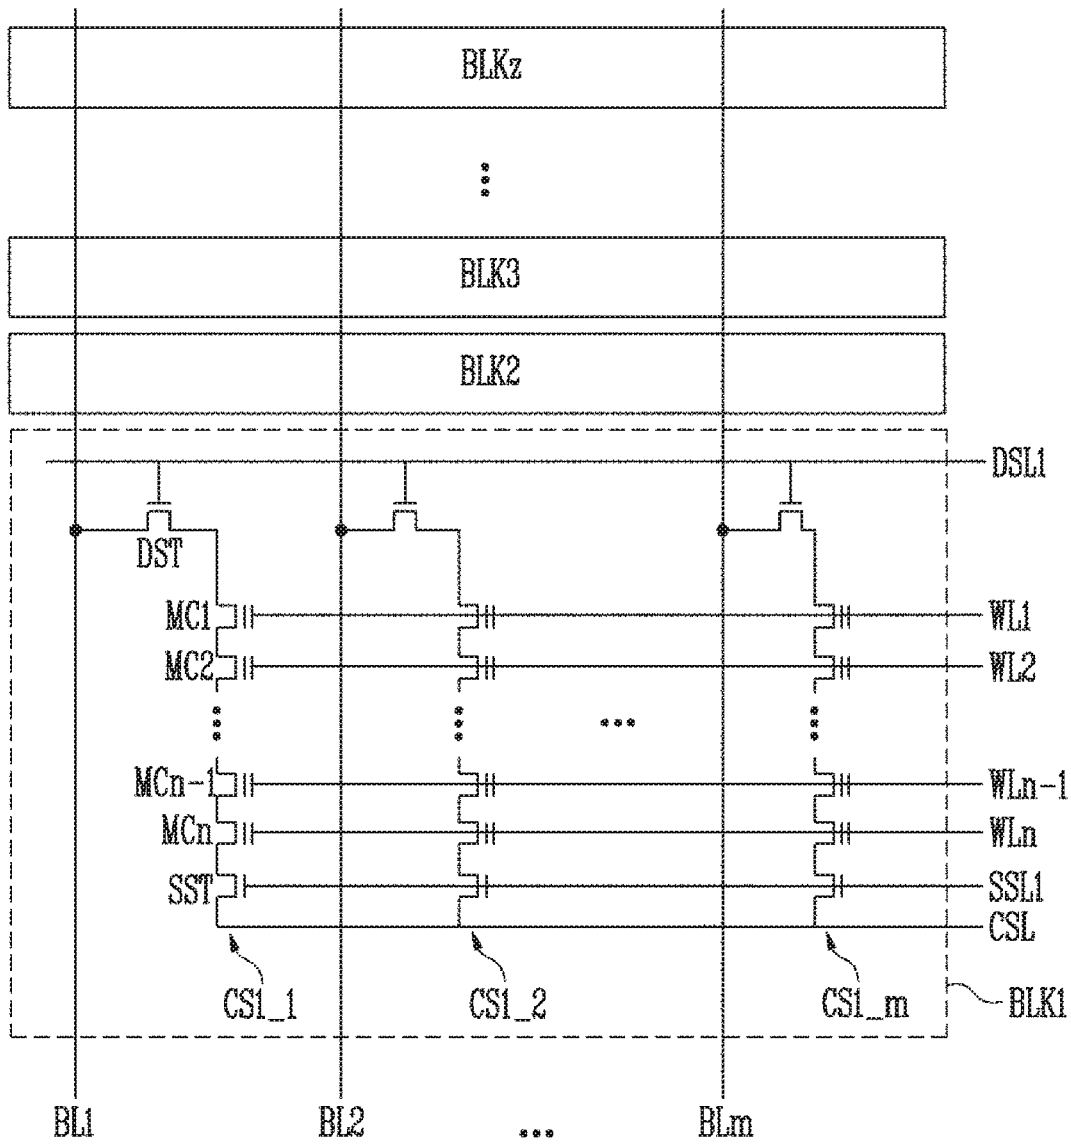 BLKz
BLK3
BLK2
DSL1
DST
MC1 WL1
MC2 WL2
MCn-1 WLn-1
MCn WLn
SST SSL1
CSL
CS1_1 CS1_2 CS1_m BLK1
BL1 BL2 ... BLm